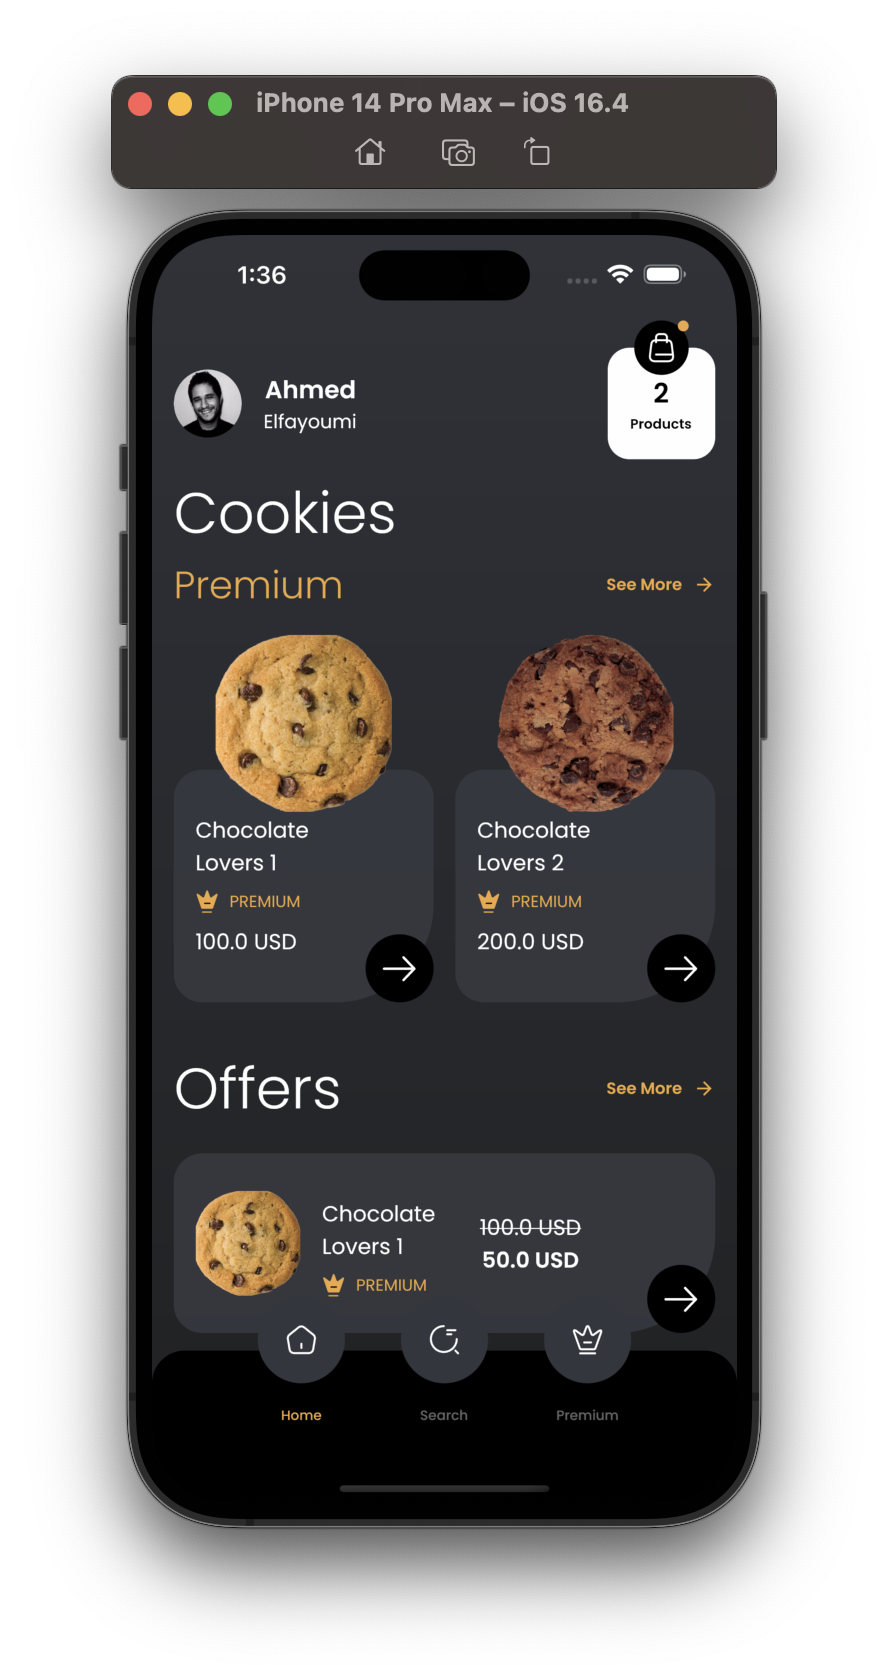 iPhone 14 Pro Max – iOS 16.4
1:36
2
Products
Ahmed
Elfayoumi
Cookies
Premium
See More
Chocolate
Lovers 1
PREMIUM
100.0 USD
Chocolate
Lovers 2
PREMIUM
200.0 USD
Offers
See More
Chocolate
Lovers 1
PREMIUM
100.0 USD
50.0 USD
Home
Search
Premium